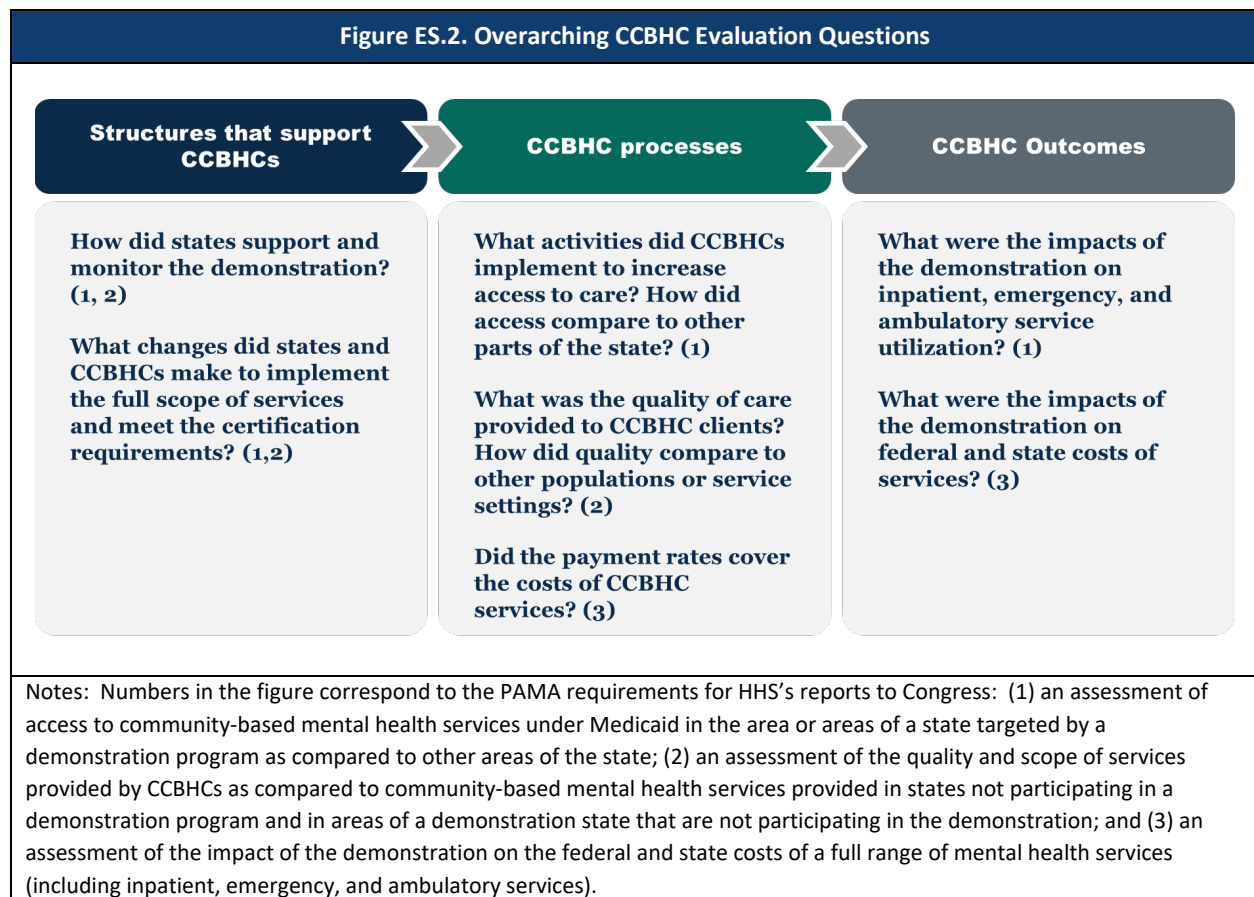 Figure ES.2. Overarching CCBHC Evaluation Questions
Structures that support
CCBHCs
CCBHC processes
CCBHC Outcomes
How did states support and
monitor the demonstration?
(1, 2)
What changes did states and
CCBHCs make to implement
the full scope of services
and meet the certification
requirements? (1,2)
What activities did CCBHCs
implement to increase
access to care? How did
access compare to other
parts of the state? (1)
What was the quality of care
provided to CCBHC clients?
How did quality compare to
other populations or service
settings? (2)
Did the payment rates cover
the costs of CCBHC
services? (3)
What were the impacts of
the demonstration on
inpatient, emergency, and
ambulatory service
utilization? (1)
What were the impacts of
the demonstration on
federal and state costs of
services? (3)
Notes:  Numbers in the figure correspond to the PAMA requirements for HHS's reports to Congress:  (1) an assessment of
access to community-based mental health services under Medicaid in the area or areas of a state targeted by a
demonstration program as compared to other areas of the state; (2) an assessment of the quality and scope of services
provided by CCBHCs as compared to community-based mental health services provided in states not participating in a
demonstration program and in areas of a demonstration state that are not participating in the demonstration; and (3) an
assessment of the impact of the demonstration on the federal and state costs of a full range of mental health services
(including inpatient, emergency, and ambulatory services).